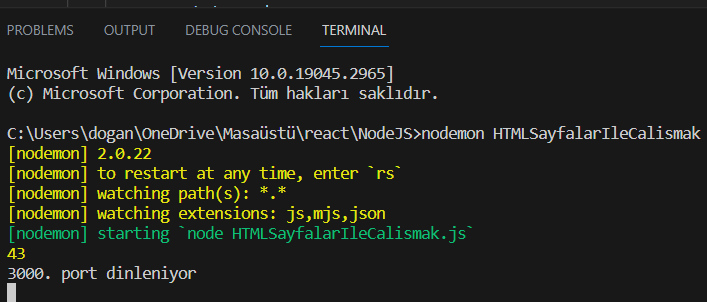 PROBLEMS OUTPUT DEBUG CONSOLE TERMINAL
Microsoft Windows [Version 10.0.19045.2965]
(c) Microsoft Corporation. Tüm hakları saklıdır.
C:\Users\dogan\OneDrive\Masaüstü\react\NodeJS>nodemon HTMLSayfalarIleCalismak
[nodemon] 2.0.22
[nodemon] to restart at any time, enter `rs`
[nodemon] watching path(s): *.*
[nodemon] watching extensions: js,mjs,json
[nodemon] starting `node HTMLSayfalarIleCalismak.js`
43
3000. port dinleniyor